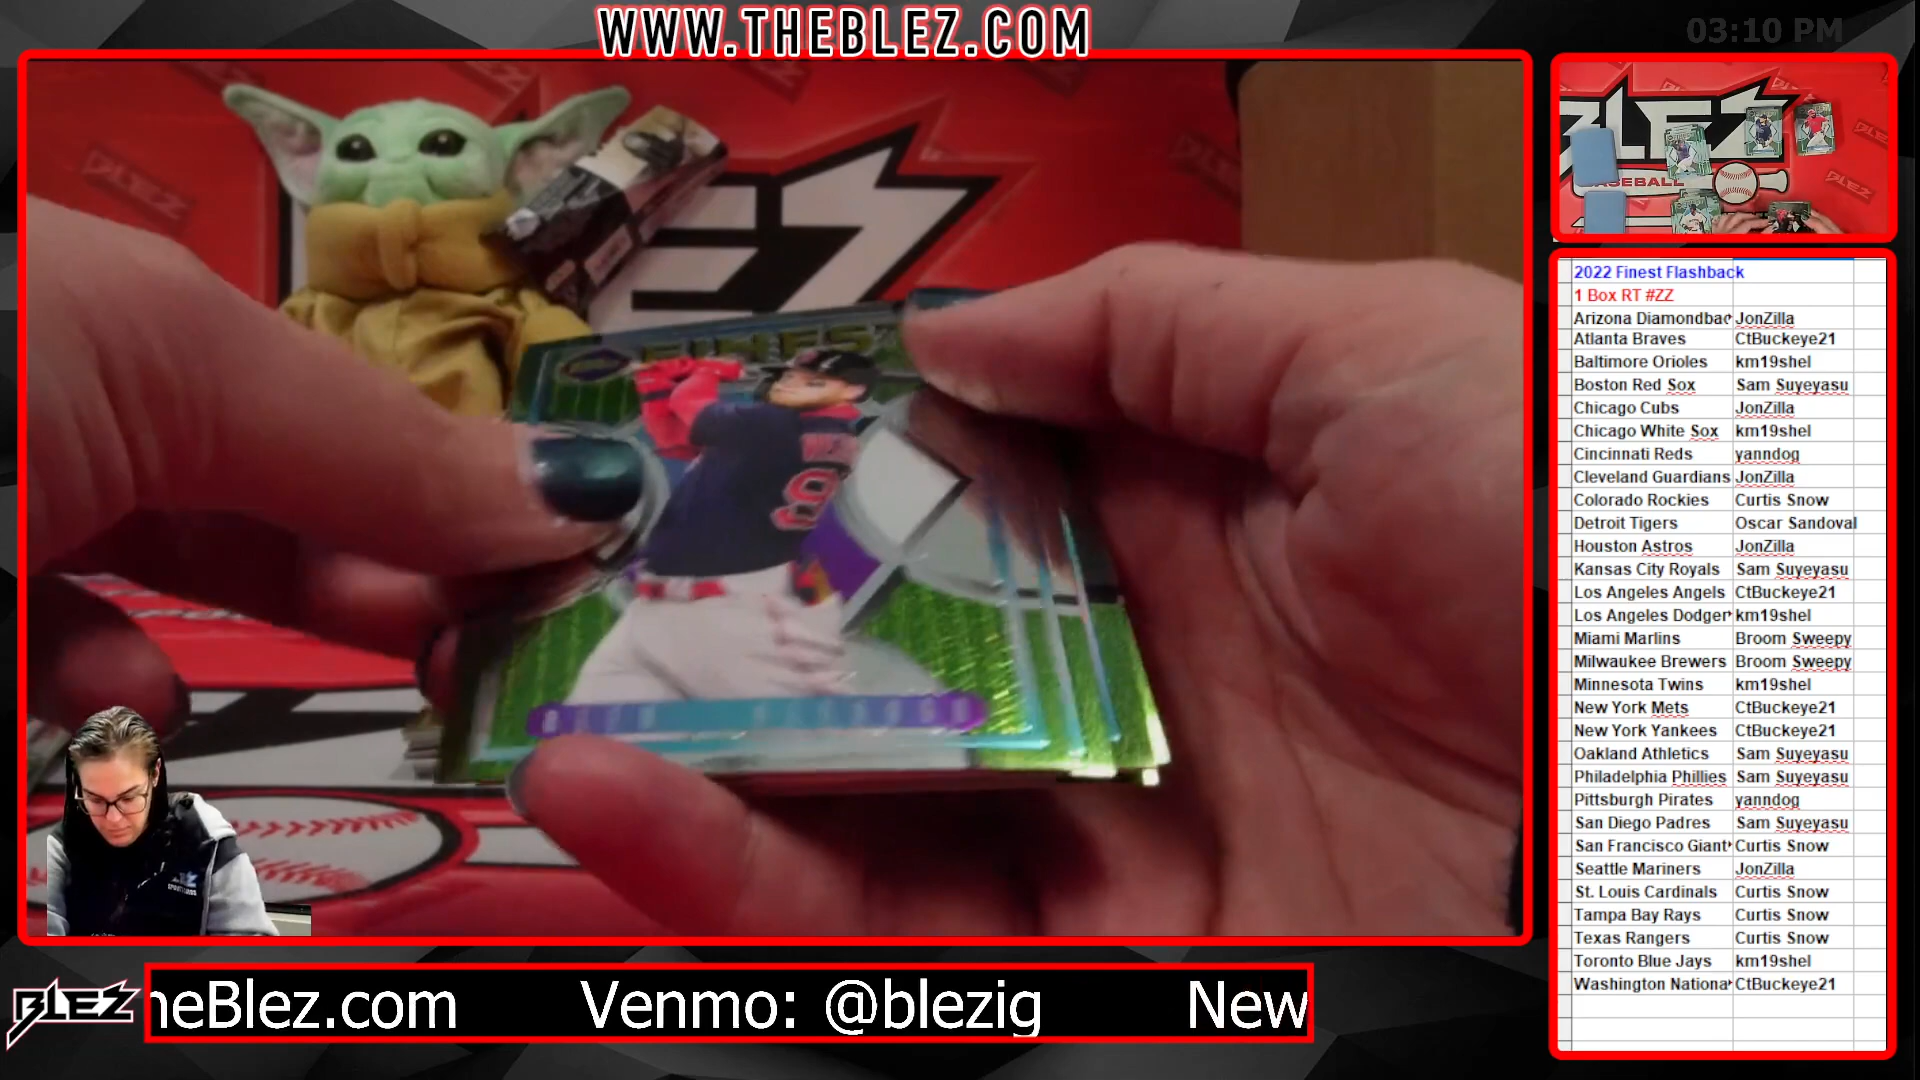 WWW.THEBLEZ.COM
03:10 PM
BLEZ
BASEBALL
BLEZ
2022 Finest Flashback
1 Box RT #ZZ
Arizona Diamondbac JonZilla
Atlanta Braves CtBuckeye21
Baltimore Orioles km19shel
Boston Red Sox Sam Suyeyasu
Chicago Cubs JonZilla
Chicago White Sox km19shel
Cincinnati Reds yanndog
Cleveland Guardians JonZilla
Colorado Rockies Curtis Snow
Detroit Tigers Oscar Sandoval
Houston Astros JonZilla
Kansas City Royals Sam Suyeyasu
Los Angeles Angels CtBuckeye21
Los Angeles Dodger km19shel
Miami Marlins Broom Sweepy
Milwaukee Brewers Broom Sweepy
Minnesota Twins km19shel
New York Mets CtBuckeye21
New York Yankees CtBuckeye21
Oakland Athletics Sam Suyeyasu
Philadelphia Phillies Sam Suyeyasu
Pittsburgh Pirates yanndog
San Diego Padres Sam Suyeyasu
San Francisco Giant Curtis Snow
Seattle Mariners JonZilla
St. Louis Cardinals Curtis Snow
Tampa Bay Rays Curtis Snow
Texas Rangers Curtis Snow
Toronto Blue Jays km19shel
Washington Nationa CtBuckeye21
BLEZ
heBlez.com Venmo: @blezig New